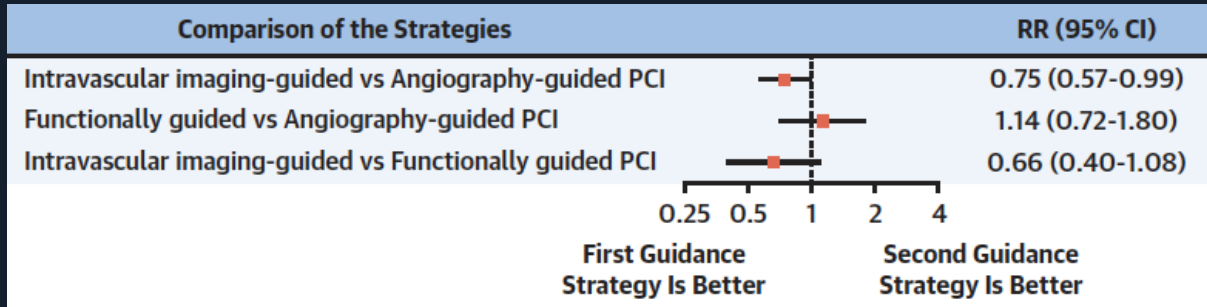 Comparison of the Strategies RR (95% CI)
Intravascular imaging-guided vs Angiography-guided PCI 0.75 (0.57-0.99)
Functionally guided vs Angiography-guided PCI 1.14 (0.72-1.80)
Intravascular imaging-guided vs Functionally guided PCI 0.66 (0.40-1.08)
0.25 0.5 1 2 4
First Guidance Second Guidance
Strategy Is Better Strategy Is Better